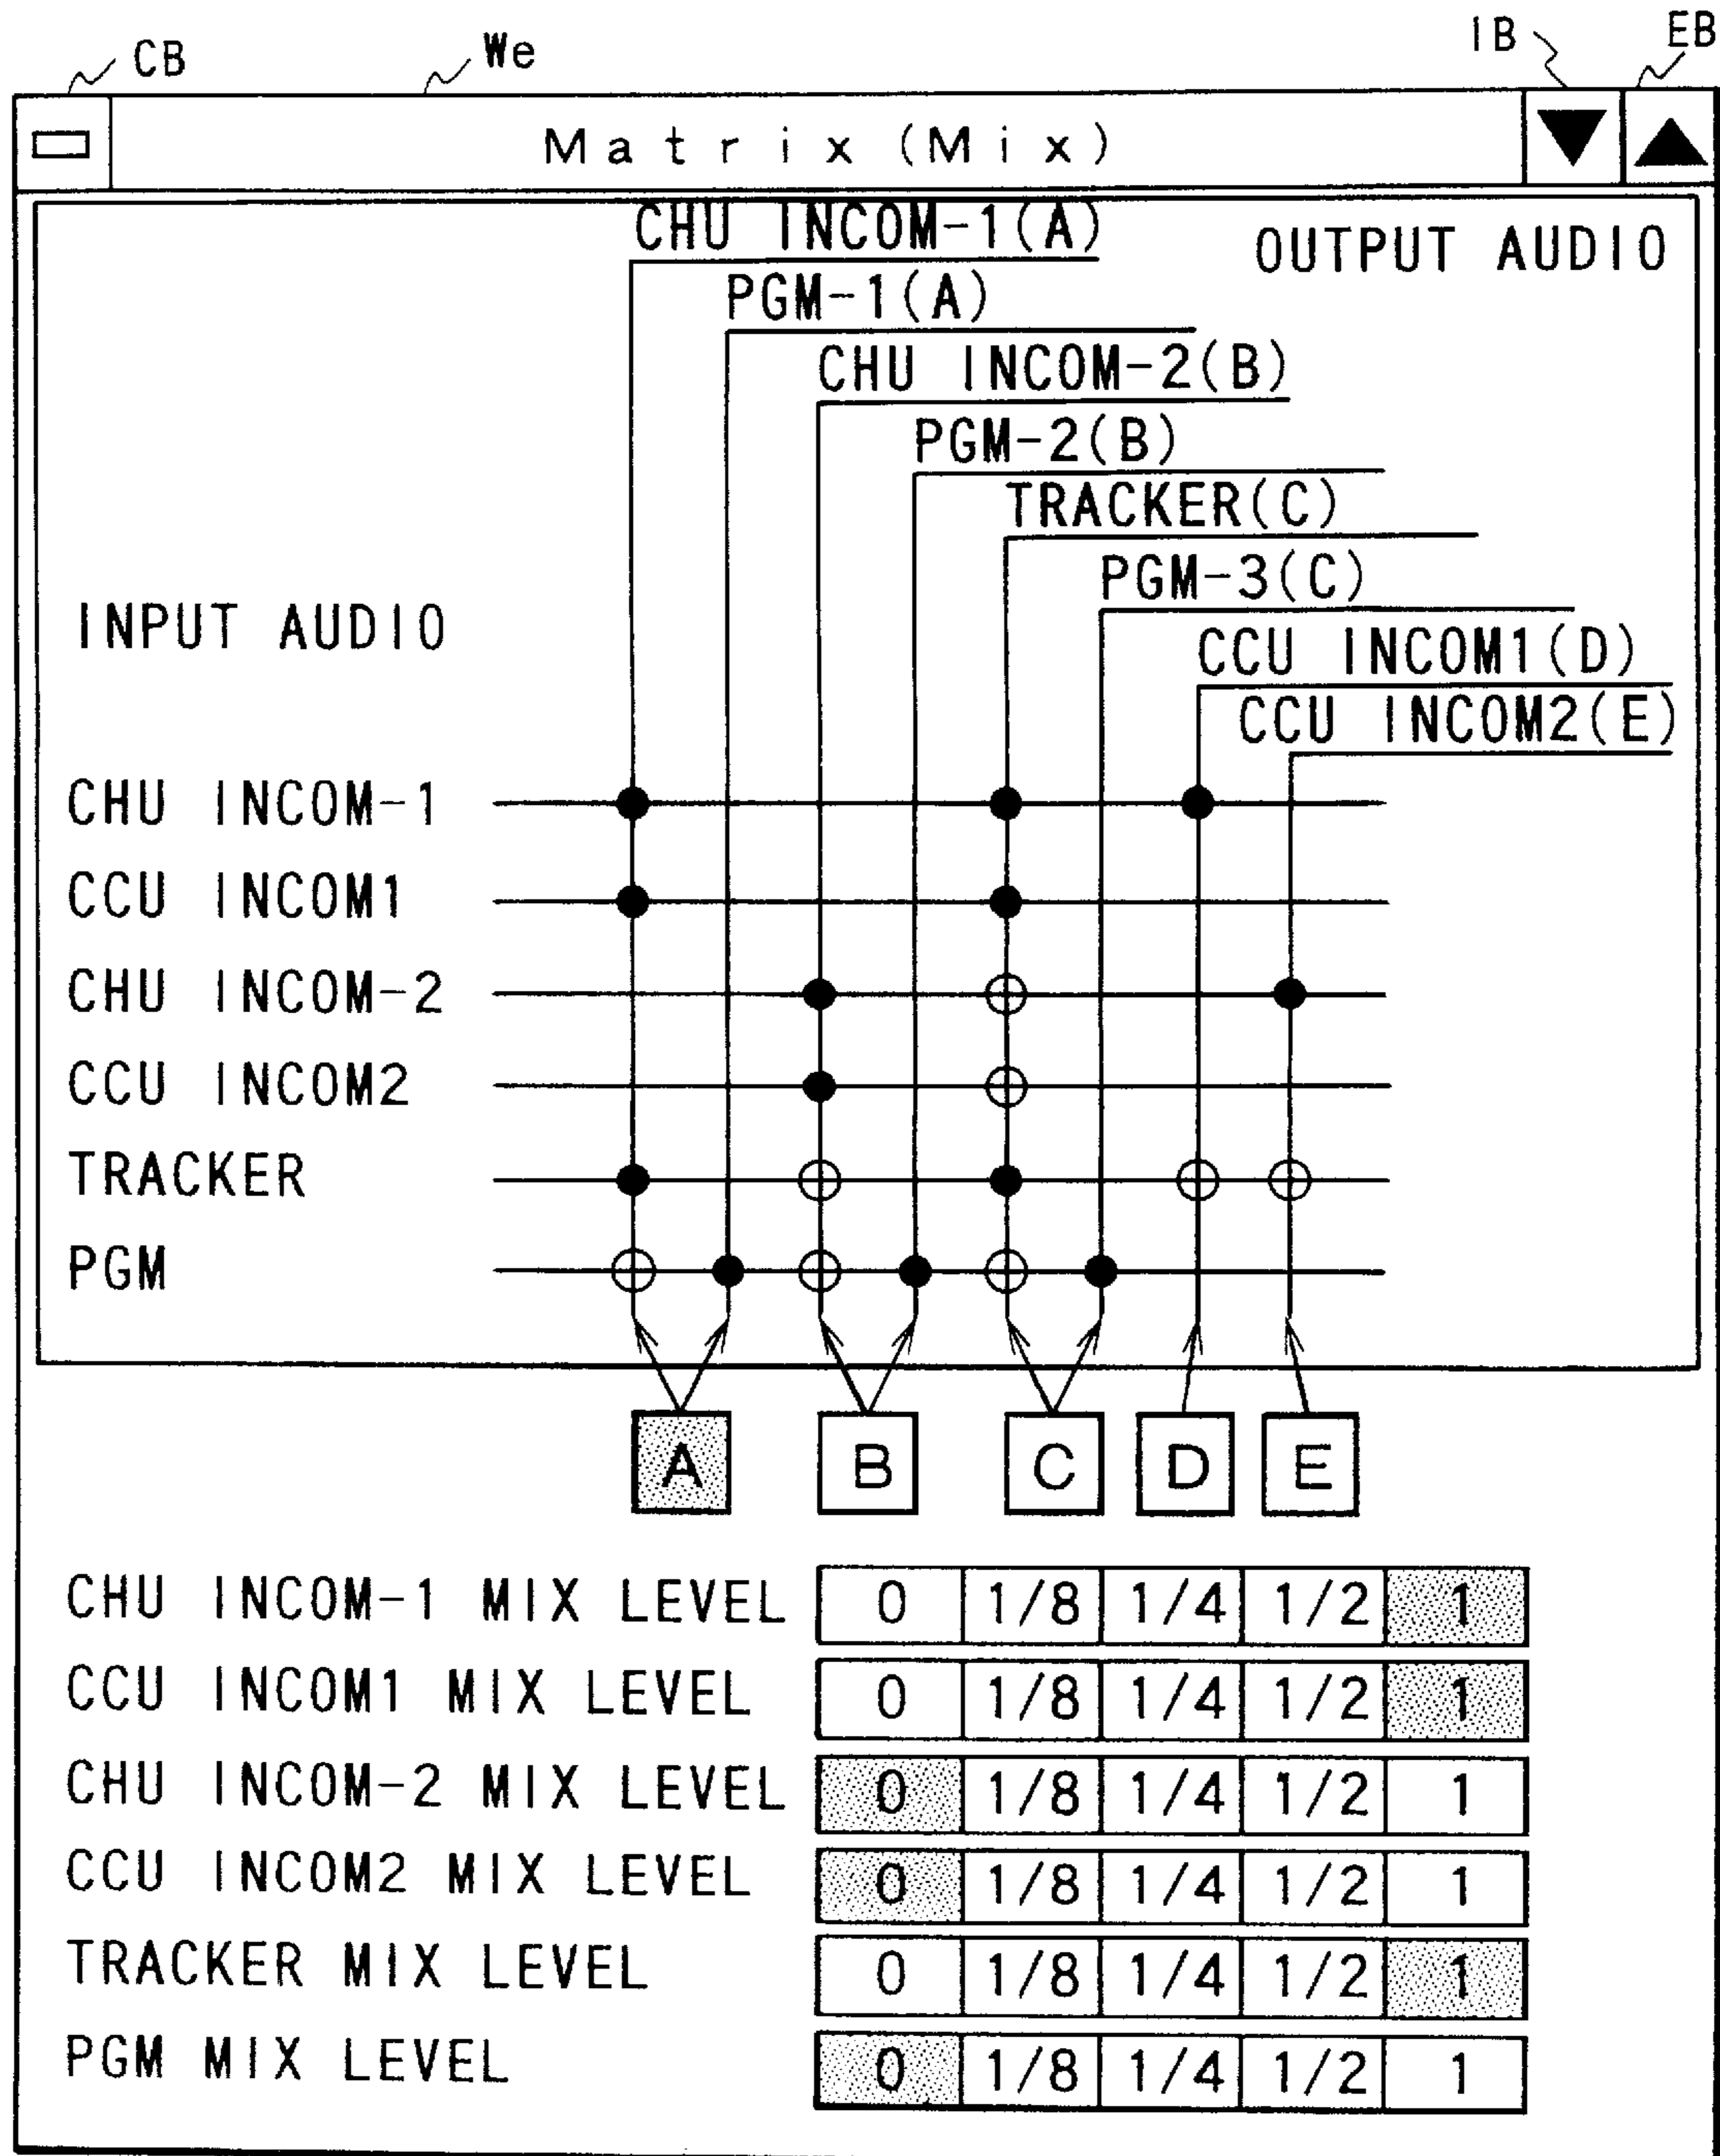 CB We IB EB
Matrix(Mix)
CHU INCOM-1(A)
OUTPUT AUDIO
PGM-1(A)
CHU INCOM-2(B)
PGM-2(B)
TRACKER(C)
PGM-3(C)
INPUT AUDIO
CCU INCOM1(D)
CCU INCOM2(E)
CHU INCOM-1
CCU INCOM1
CHU INCOM-2
CCU INCOM2
TRACKER
PGM
A B C D E
CHU INCOM-1 MIX LEVEL 0 1/8 1/4 1/2 1
CCU INCOM1 MIX LEVEL 0 1/8 1/4 1/2 1
CHU INCOM-2 MIX LEVEL 0 1/8 1/4 1/2 1
CCU INCOM2 MIX LEVEL 0 1/8 1/4 1/2 1
TRACKER MIX LEVEL 0 1/8 1/4 1/2 1
PGM MIX LEVEL 0 1/8 1/4 1/2 1